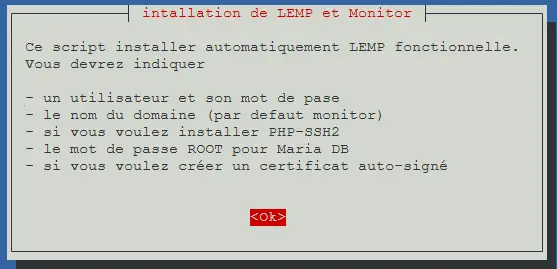 intallation de LEMP et Monitor
Ce script installer automatiquement LEMP fonctionnelle.
Vous devrez indiquer
- un utilisateur et son mot de pase
- le nom du domaine (par defaut monitor)
- si vous voulez installer PHP-SSH2
- le mot de passe ROOT pour Maria DB
- si vous voulez créer un certificat auto-signé
<Ok>